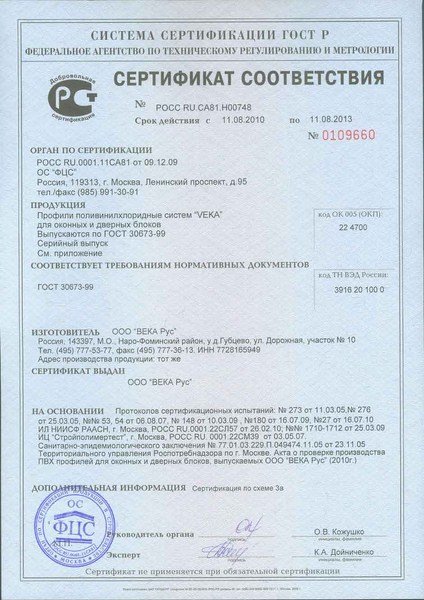 СИСТЕМА СЕРТИФИКАЦИИ ГОСТ Р
ФЕДЕРАЛЬНОЕ АГЕНТСТВО ПО ТЕХНИЧЕСКОМУ РЕГУЛИРОВАНИЮ И МЕТРОЛОГИИ
Добровольная
сертификация
СЕРТИФИКАТ СООТВЕТСТВИЯ
№ РОСС RU.СА81.Н00748
Срок действия с 11.08.2010 по 11.08.2013
№ 0109660
ОРГАН ПО СЕРТИФИКАЦИИ
РОСС RU.0001.11СА81 от 09.12.09
ОС "ФЦС"
Россия, 119313, г. Москва, Ленинский проспект, д.95
тел./факс (985) 991-30-91
ПРОДУКЦИЯ
Профили поливинилхлоридные систем "VEKA"
для оконных и дверных блоков
Выпускаются по ГОСТ 30673-99
Серийный выпуск
См. приложение
код ОК 005 (ОКП):
22 4700
СООТВЕТСТВУЕТ ТРЕБОВАНИЯМ НОРМАТИВНЫХ ДОКУМЕНТОВ
ГОСТ 30673-99
код ТН ВЭД России:
3916 20 100 0
ИЗГОТОВИТЕЛЬ ООО "ВЕКА Рус"
Россия, 143397, М.О., Наро-Фоминский район, у д.Губцево, ул. Дорожная, участок № 10
Тел. (495) 777-53-77, факс (495) 777-36-13. ИНН 7728165949
Адрес производства продукции: тот же
СЕРТИФИКАТ ВЫДАН
ООО "ВЕКА Рус"
НА ОСНОВАНИИ Протоколов сертификационных испытаний: № 273 от 11.03.05,№ 276
от 25.03.05, №№ 53, 54 от 06.08.07, № 148 от 10.03.09 , №180 от 16.07.09, №27 от 16.07.10
ИЛ НИИСФ РААСН, г. Москва, РОСС RU.0001.22СЛ57 от 26.02.10; № 1710-1712 от 25.03.09
ИЦ "Стройполимертест", г. Москва, РОСС RU.0001.22СМ39 от 03.05.07.
Санитарно-эпидемиологического заключения № 77.01.03.229.П.049474.11.05 от 23.11.05
Территориального управления Роспотребнадзора по г. Москве. Акта о проверке производства
ПВХ профилей для оконных и дверных блоков, выпускаемых ООО "ВЕКА Рус" (2010г.)
ДОПОЛНИТЕЛЬНАЯ ИНФОРМАЦИЯ Сертификация по схеме 3а
ОС
ФЦС
МОСКВА
Руководитель органа
О.В. Кожушко
инициалы, фамилия
Эксперт
К.А. Дойниченко
инициалы, фамилия
Сертификат не применяется при обязательной сертификации